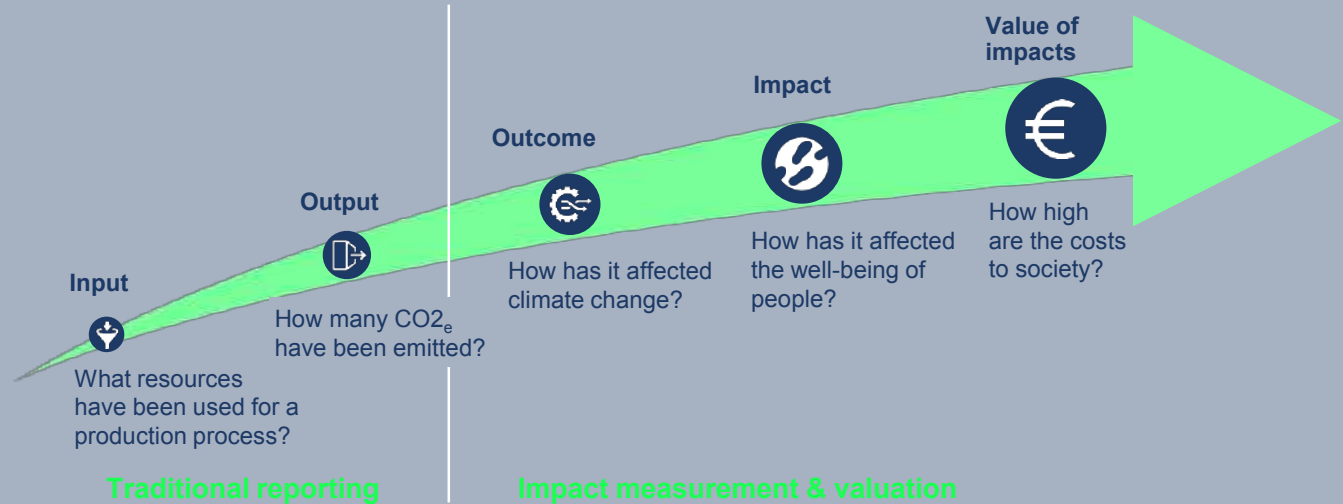 Input
What resources
have been used for a
production process?
Output
How many CO2e
have been emitted?
Outcome
How has it affected
climate change?
Impact
How has it affected
the well-being of
people?
Value of
impacts
€
How high
are the costs
to society?
Traditional reporting
Impact measurement & valuation